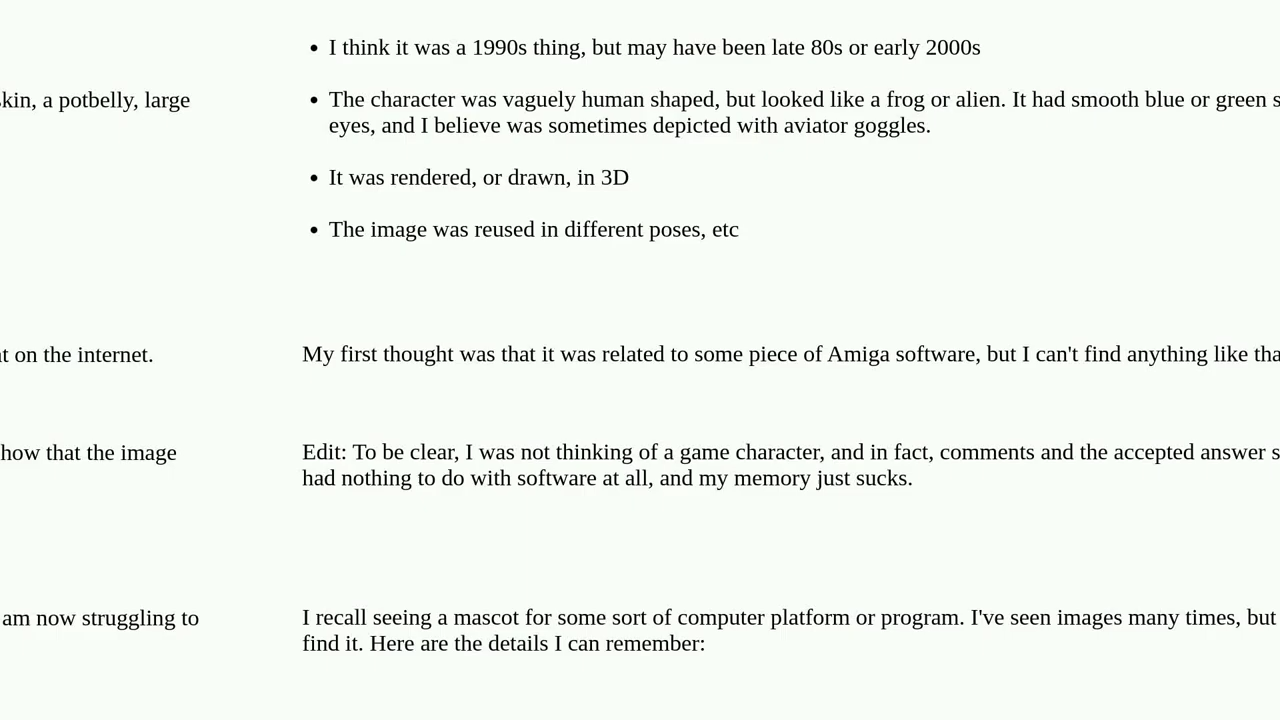 I think it was a 1990s thing, but may have been late 80s or early 2000s
skin, a potbelly, large
The character was vaguely human shaped, but looked like a frog or alien. It had smooth blue or green
eyes, and I believe was sometimes depicted with aviator goggles.
It was rendered, or drawn, in 3D
The image was reused in different poses, etc
on the internet.
My first thought was that it was related to some piece of Amiga software, but I can't find anything like
that the image
Edit: To be clear, I was not thinking of a game character, and in fact, comments and the accepted answer
had nothing to do with software at all, and my memory just sucks.
am now struggling to
I recall seeing a mascot for some sort of computer platform or program. I've seen images many times, but
find it. Here are the details I can remember: